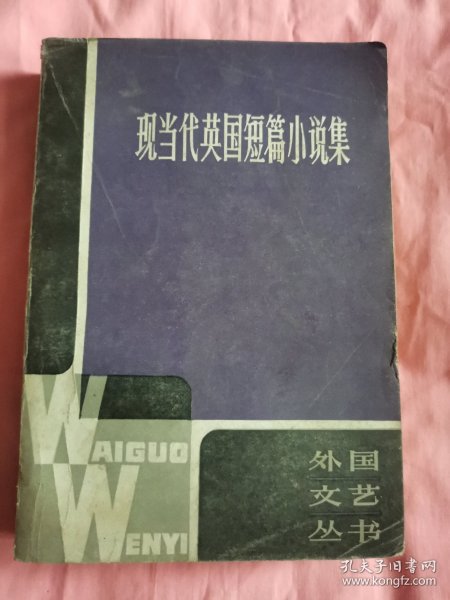 现当代英国短篇小说集
WAIGUO
WENYI
外国
文艺
丛书
孔夫子旧书网
www.kongfz.com